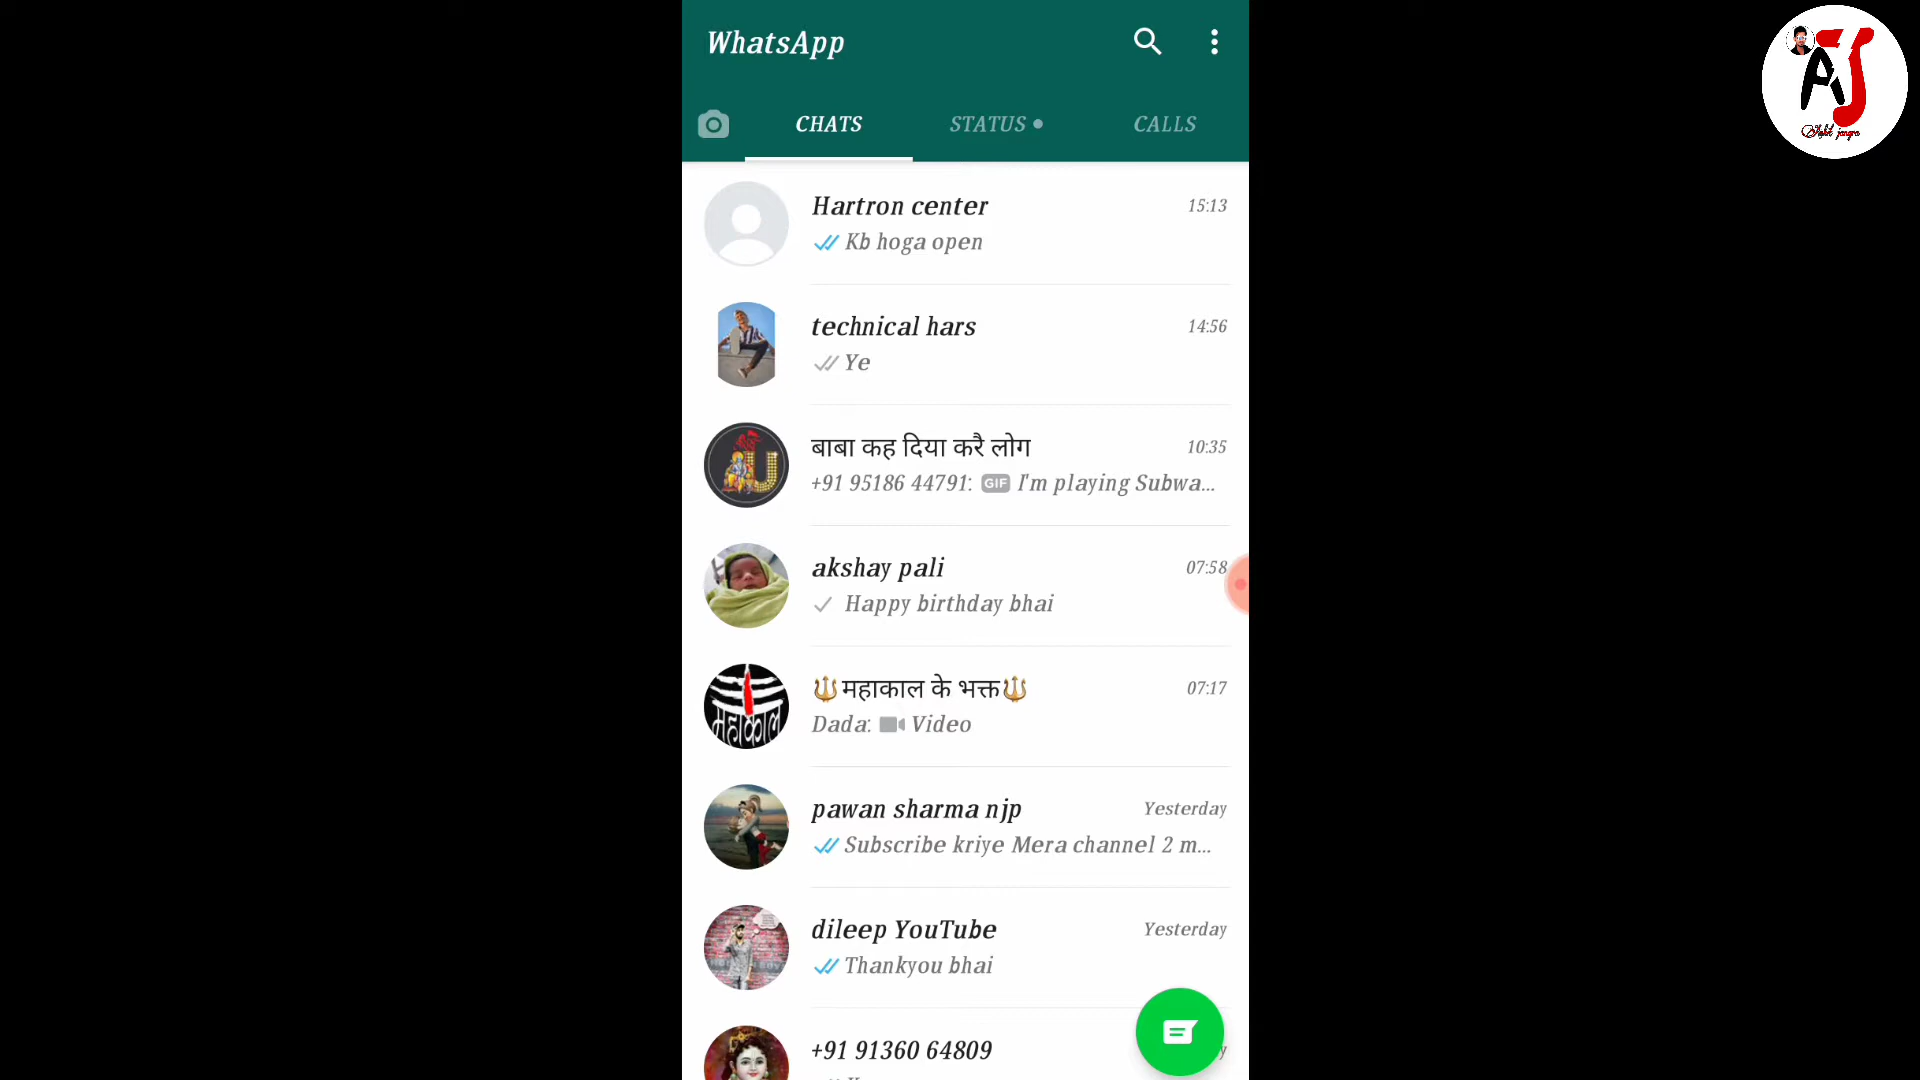 WhatsApp
CHATS STATUS CALLS
Hartron center 15:13
Kb hoga open
technical hars 14:56
Ye
बाबा कह दिया करै लोग 10:35
+91 95186 44791: GIF I'm playing Subwa...
akshay pali 07:58
Happy birthday bhai
🔱महाकाल के भक्त🔱 07:17
Dada: Video
महाकाल
pawan sharma njp Yesterday
Subscribe kriye Mera channel 2 m...
dileep YouTube Yesterday
Thankyou bhai
+91 91360 64809
AJ